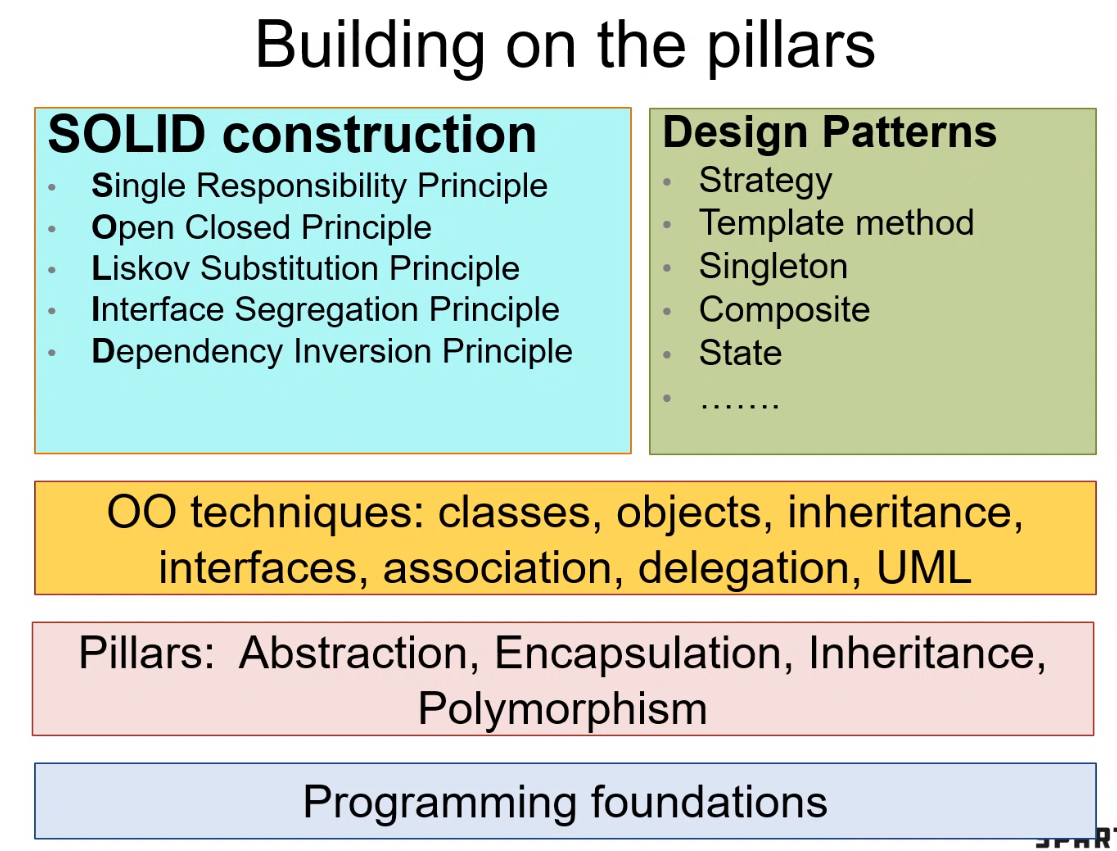 Building on the pillars
SOLID construction
• Single Responsibility Principle
• Open Closed Principle
• Liskov Substitution Principle
• Interface Segregation Principle
• Dependency Inversion Principle
Design Patterns
• Strategy
• Template method
• Singleton
• Composite
• State
• …….
OO techniques: classes, objects, inheritance,
interfaces, association, delegation, UML
Pillars: Abstraction, Encapsulation, Inheritance,
Polymorphism
Programming foundations